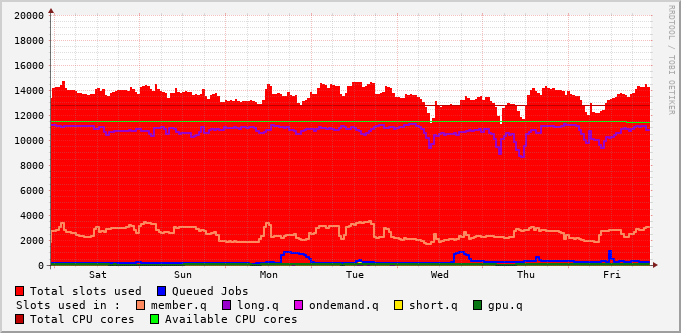 20000
18000
16000
14000
12000
10000
8000
6000
4000
2000
0
Sat Sun Mon Tue Wed Thu Fri
RRDTOOL / TOBI OETIKER
Total slots used Queued Jobs
Slots used in : member.q long.q ondemand.q short.q gpu.q
Total CPU cores Available CPU cores